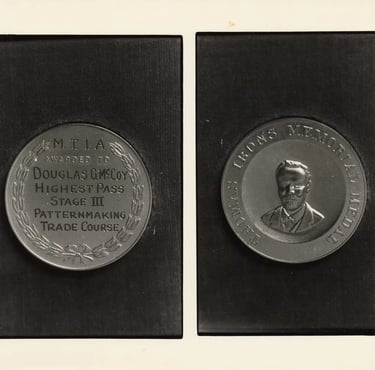 M.T.I.A.
AWARDED TO
DOUGLAS G. McCOY
HIGHEST PASS
STAGE III
PATTERNMAKING
TRADE COURSE
THOMAS IRONS MEMORIAL MEDAL